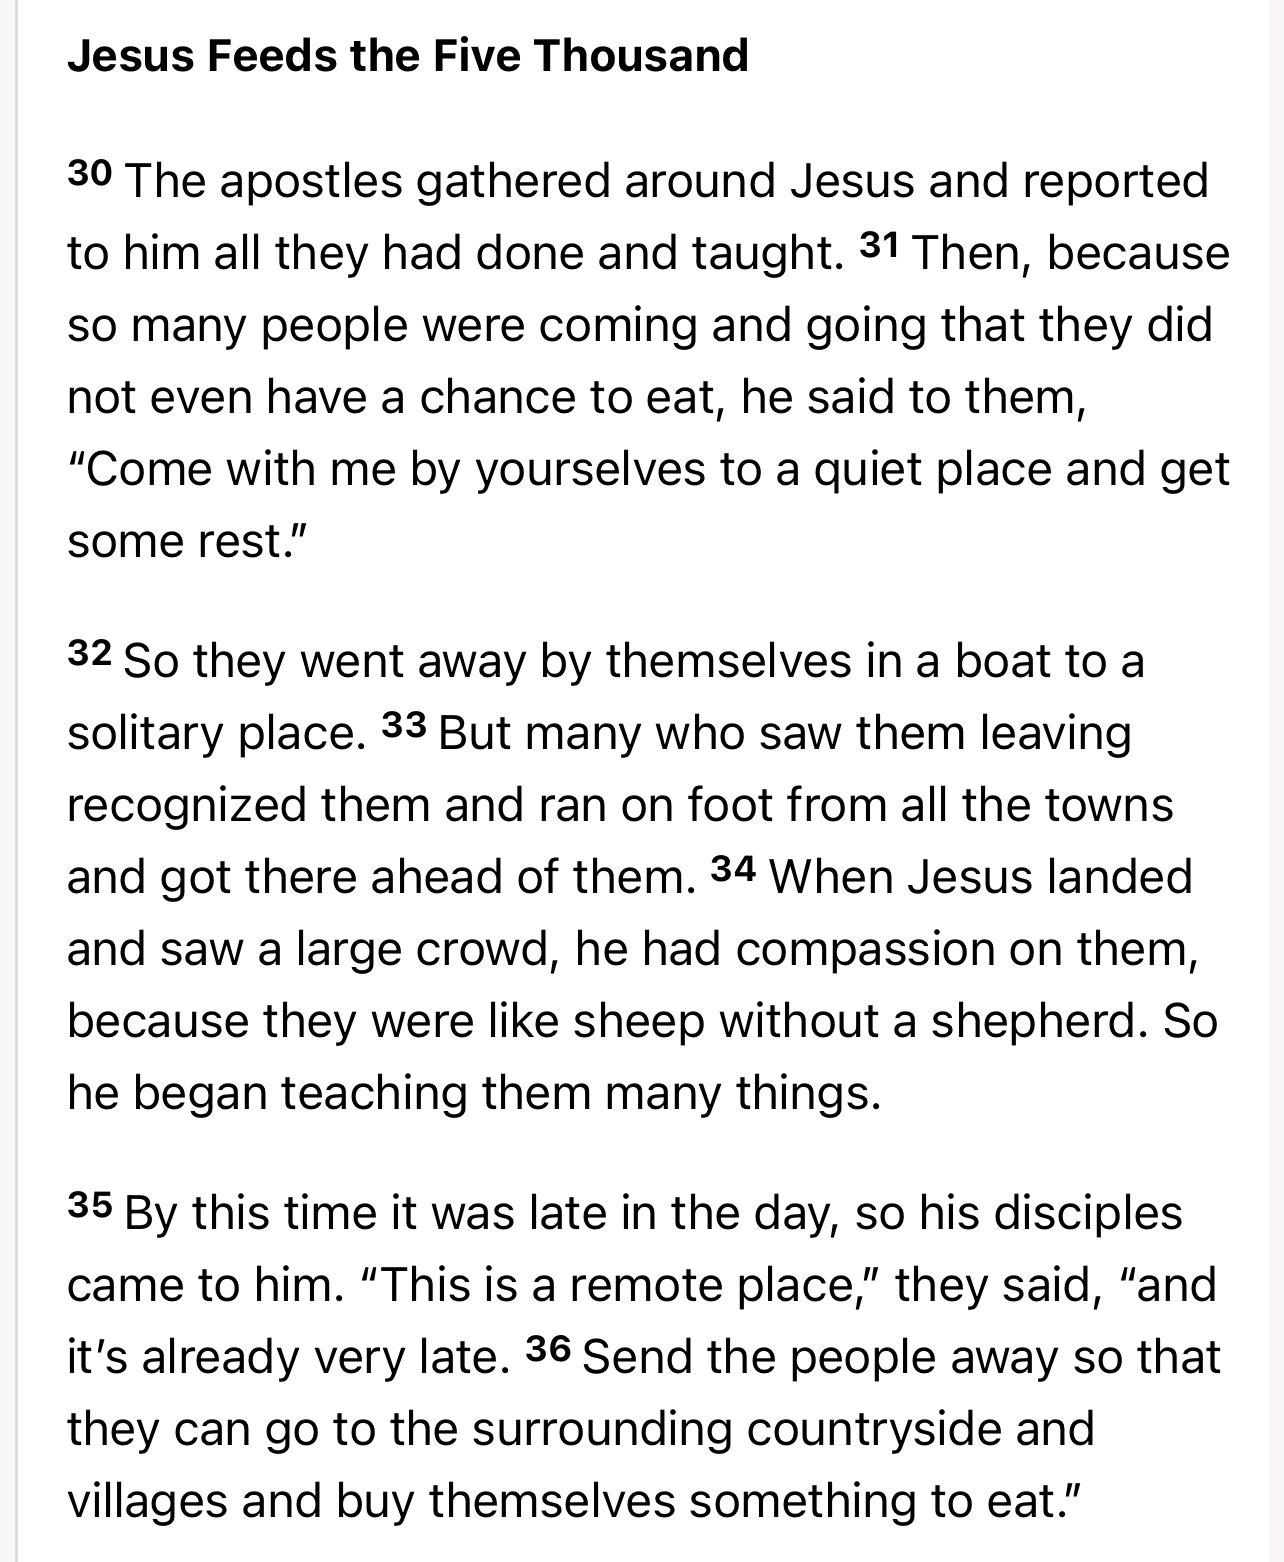 Jesus Feeds the Five Thousand
30 The apostles gathered around Jesus and reported
to him all they had done and taught. 31 Then, because
so many people were coming and going that they did
not even have a chance to eat, he said to them,
“Come with me by yourselves to a quiet place and get
some rest.”
32 So they went away by themselves in a boat to a
solitary place. 33 But many who saw them leaving
recognized them and ran on foot from all the towns
and got there ahead of them. 34 When Jesus landed
and saw a large crowd, he had compassion on them,
because they were like sheep without a shepherd. So
he began teaching them many things.
35 By this time it was late in the day, so his disciples
came to him. “This is a remote place,” they said, “and
it’s already very late. 36 Send the people away so that
they can go to the surrounding countryside and
villages and buy themselves something to eat.”